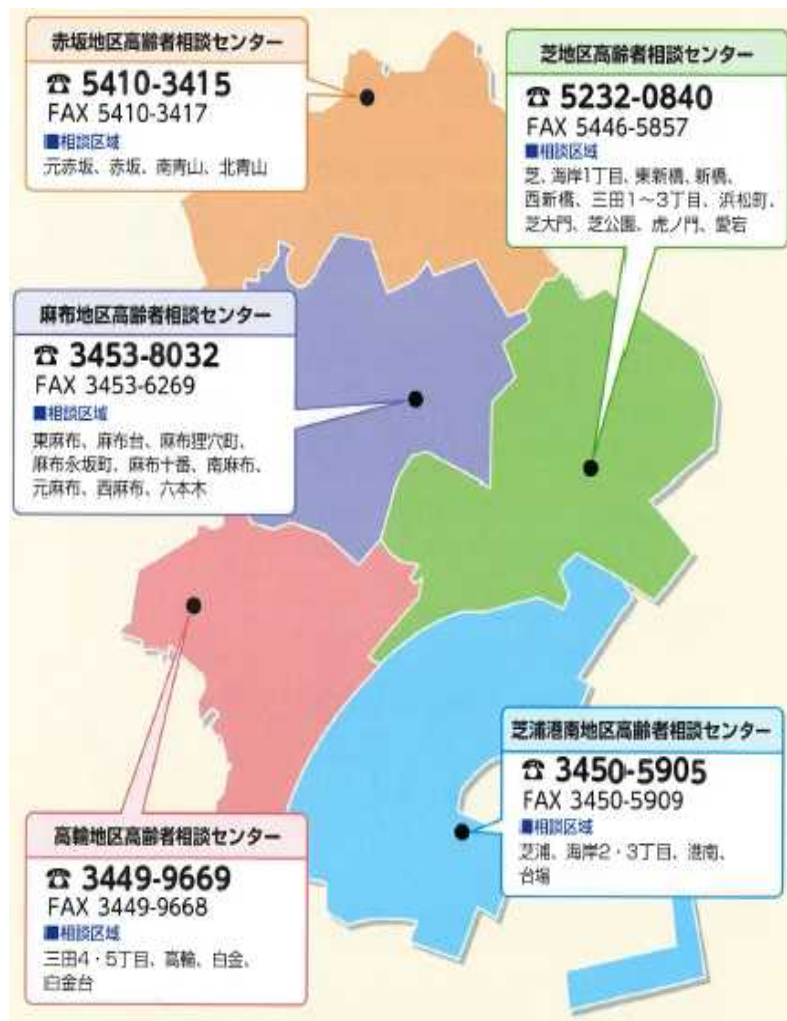 赤坂地区高齢者相談センター
☎ 5410-3415
FAX 5410-3417
■相談区域
元赤坂、赤坂、南青山、北青山
芝地区高齢者相談センター
☎ 5232-0840
FAX 5446-5857
■相談区域
芝、海岸1丁目、東新橋、新橋、
西新橋、三田1～3丁目、浜松町、
芝大門、芝公園、虎ノ門、愛宕
麻布地区高齢者相談センター
☎ 3453-8032
FAX 3453-6269
■相談区域
東麻布、麻布台、麻布狸穴町、
麻布永坂町、麻布十番、南麻布、
元麻布、西麻布、六本木
芝浦港南地区高齢者相談センター
☎ 3450-5905
FAX 3450-5909
■相談区域
芝浦、海岸2・3丁目、港南、
台場
高輪地区高齢者相談センター
☎ 3449-9669
FAX 3449-9668
■相談区域
三田4・5丁目、高輪、白金、
白金台